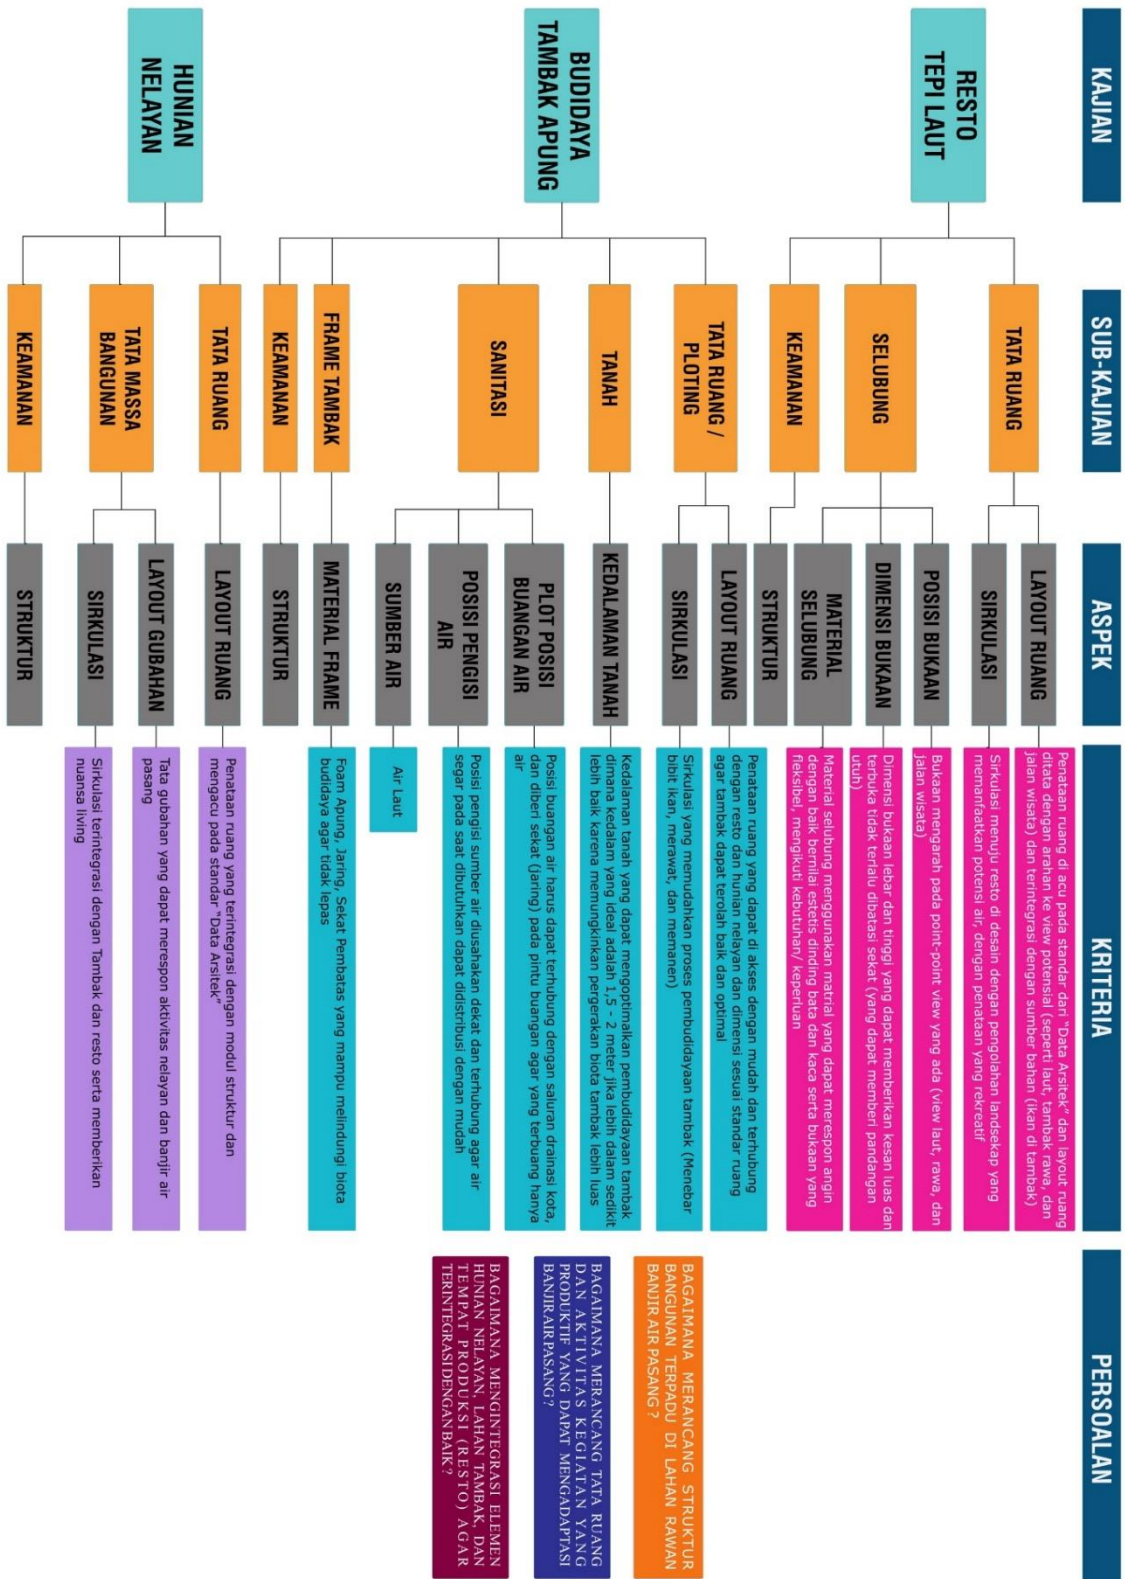 KAJIAN
SUB-KAJIAN
ASPEK
KRITERIA
PERSOALAN
RESTO
TEPI LAUT
TATA RUANG
LAYOUT RUANG
Penataan ruang di acu pada standar dari "Data Arsitek" dan layout ruang
ditata dengan arahan ke view potensial (seperti laut, tambak rawa, dan
jalan wisata) dan terintegrasi dengan sumber bahan (ikan di tambak)
SIRKULASI
Sirkulasi menuju resto di desain dengan pengolahan landsekap yang
memanfaatkan potensi air, dengan penataan yang rekreatif
SELUBUNG
POSISI BUKAAN
Bukaan mengarah pada point-point view yang ada (view laut, rawa, dan
jalan wisata)
DIMENSI BUKAAN
Dimensi bukaan lebar dan tinggi yang dapat memberikan kesan luas dan
terbuka tidak terlalu dibatasi sekat (yang dapat memberi pandangan
utuh)
MATERIAL
SELUBUNG
Material selubung menggunakan matrial yang dapat merespon angin
dengan baik bernilai estetis dinding bata dan kaca serta bukaan yang
fleksibel, mengikuti kebutuhan/ keperluan
KEAMANAN
STRUKTUR
BUDIDAYA
TAMBAK APUNG
TATA RUANG /
PLOTING
LAYOUT RUANG
Penataan ruang yang dapat di akses dengan mudah dan terhubung
dengan resto dan hunian nelayan dan dimensi sesuai standar ruang
agar tambak dapat terolah baik dan optimal
SIRKULASI
Sirkulasi yang memudahkan proses pembudidayaan tambak (Menebar
bibit ikan, merawat, dan memanen)
TANAH
KEDALAMAN TANAH
Kedalaman tanah yang dapat mengoptimalkan pembudidayaan tambak
dimana kedalam yang ideal adalah 1,5 - 2 meter jika lebih dalam sedikit
lebih baik karena memungkinkan pergerakan biota tambak lebih luas
SANITASI
PLOT POSISI
BUANGAN AIR
Posisi buangan air harus dapat terhubung dengan saluran drainasi kota,
dan diberi sekat (jaring) pada pintu buangan agar yang terbuang hanya
air
POSISI PENGISI
AIR
Posisi pengisi sumber air diusahakan dekat dan terhubung agar air
segar pada saat dibutuhkan dapat didistribusi dengan mudah
SUMBER AIR
Air Laut
FRAME TAMBAK
MATERIAL FRAME
Foam Apung, Jaring, Sekat Pembatas yang mampu melindungi biota
budidaya agar tidak lepas
KEAMANAN
STRUKTUR
HUNIAN
NELAYAN
TATA RUANG
LAYOUT RUANG
Penataan ruang yang terintegrasi dengan modul struktur dan
mengacu pada standar "Data Arsitek"
TATA MASSA
BANGUNAN
LAYOUT GUBAHAN
Tata gubahan yang dapat merespon aktivitas nelayan dan banjir air
pasang
SIRKULASI
Sirkulasi terintegrasi dengan Tambak dan resto serta memberikan
nuansa living
KEAMANAN
STRUKTUR
BAGAIMANA MERANCANG STRUKTUR
BANGUNAN TERPADU DI LAHAN RAWAN
BANJIR AIR PASANG ?
BAGAIMANA MERANCANG TATA RUANG
DAN AKTIVITAS KEGIATAN YANG
PRODUKTIF YANG DAPAT MENGADAPTASI
BANJIR AIR PASANG?
BAGAIMANA MENGINTEGRASI ELEMEN
HUNIAN NELAYAN, LAHAN TAMBAK, DAN
TEMPAT PRODUKSI (RESTO) AGAR
TERINTEGRASI DENGAN BAIK ?